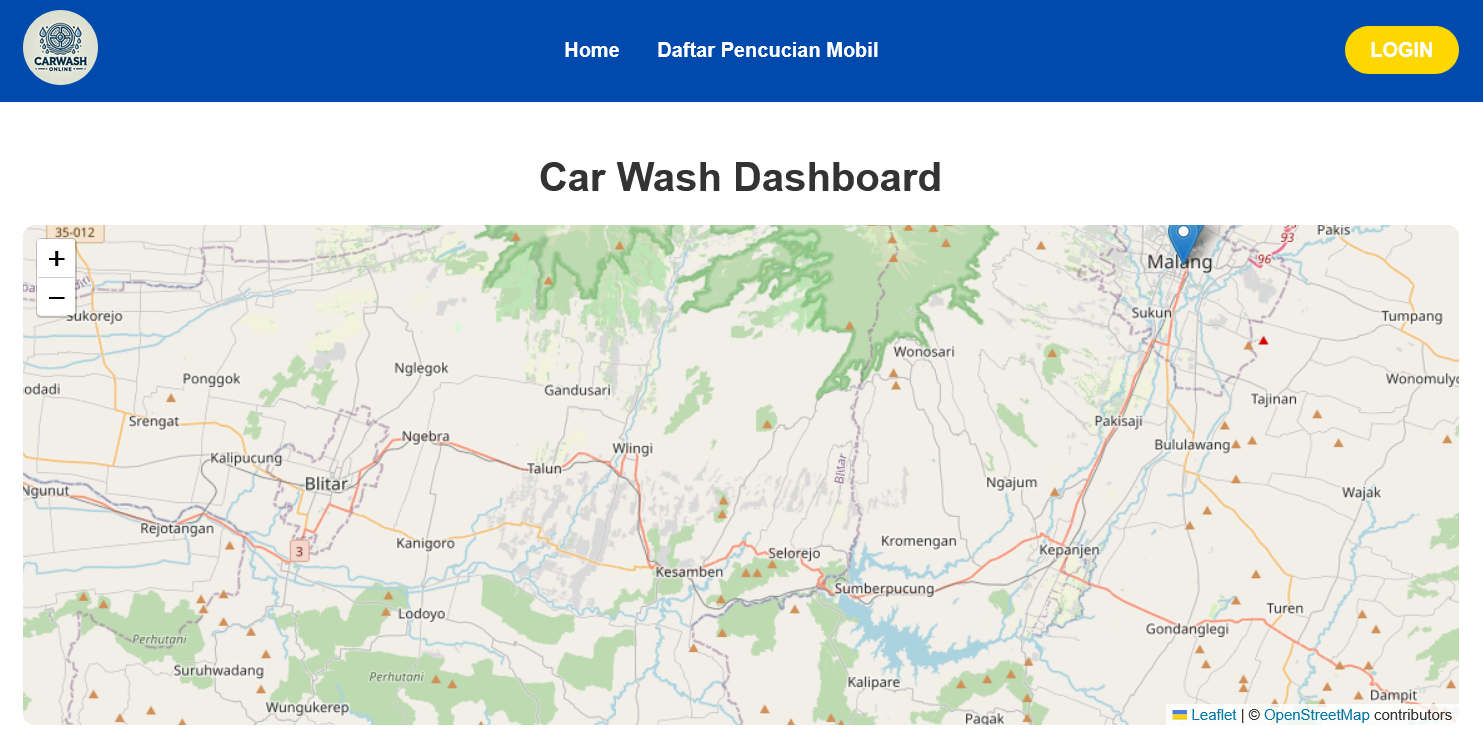 CARWASH
ONLINE
Home
Daftar Pencucian Mobil
LOGIN
Car Wash Dashboard
35-012
+
−
Pakis
93
96
Malang
Sukorejo
Sukun
Tumpang
Wonosari
Nglegok
Ponggok
Gandusari
odadi
Wonomulyo
Tajinan
Srengat
Pakisaji
Ngebra
Bululawang
Wlingi
Kalipucung
Talun
Blitar
Blitar
Ngunut
Ngajum
Wajak
Rejotangan
Kanigoro
3
Kromengan
Selorejo
Kepanjen
Kesamben
Sumberpucung
Lodoyo
Turen
Perhutani
Gondanglegi
Suruhwadang
Perhutani
Kalipare
Dampit
Wungukerep
Pagak
Leaflet | © OpenStreetMap contributors